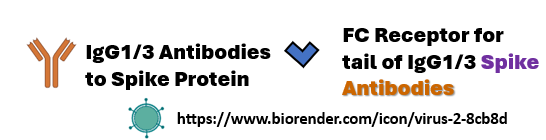 IgG1/3 Antibodies
to Spike Protein
FC Receptor for
tail of IgG1/3 Spike
Antibodies
https://www.biorender.com/icon/virus-2-8cb8d